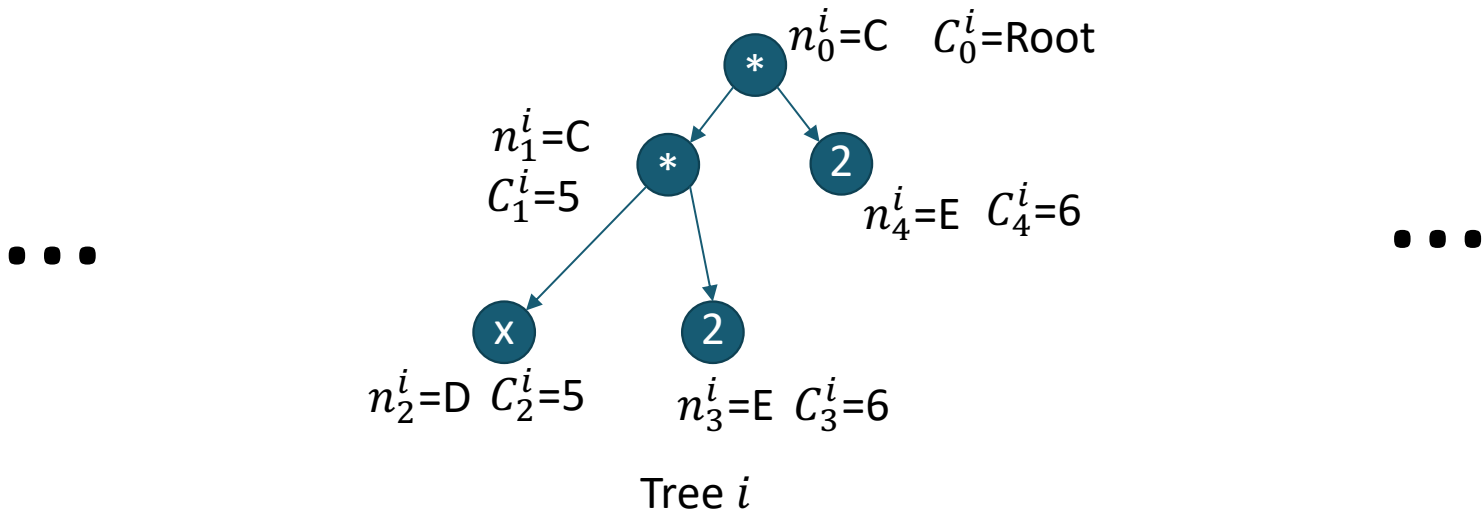 * $n_0^i$=C $C_0^i$=Root
$n_1^i$=C
* 2
$C_1^i$=5
$n_4^i$=E $C_4^i$=6
... ...
x 2
$n_2^i$=D $C_2^i$=5
$n_3^i$=E $C_3^i$=6
Tree $i$